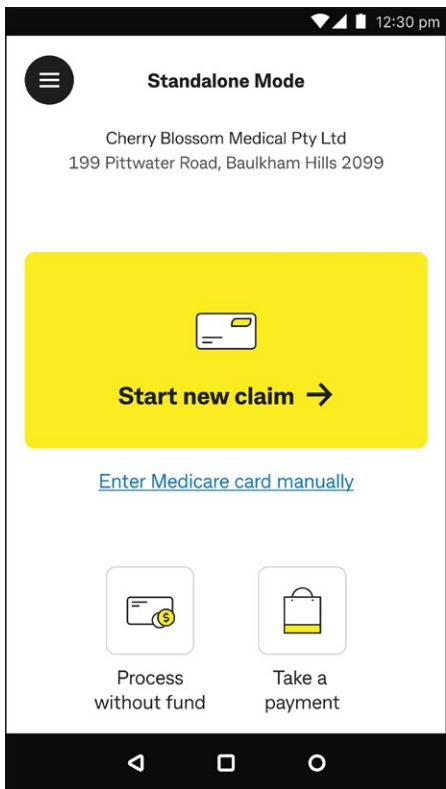 12:30 pm
Standalone Mode
Cherry Blossom Medical Pty Ltd
199 Pittwater Road, Baulkham Hills 2099
Start new claim →
Enter Medicare card manually
$
Process
without fund
Take a
payment